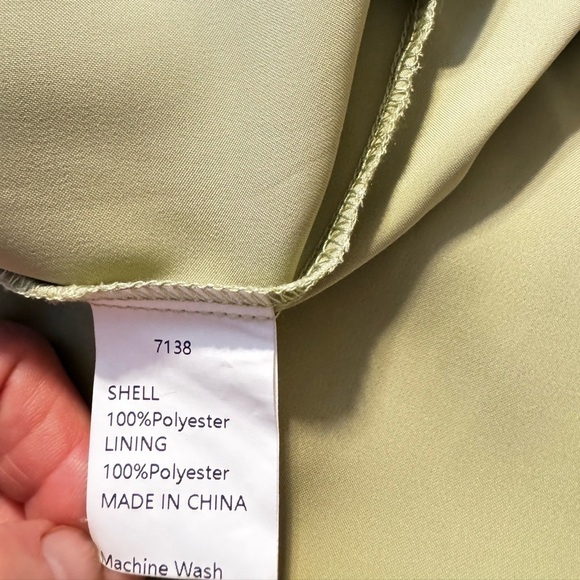 7138
SHELL
100%Polyester
LINING
100%Polyester
MADE IN CHINA
Machine Wash